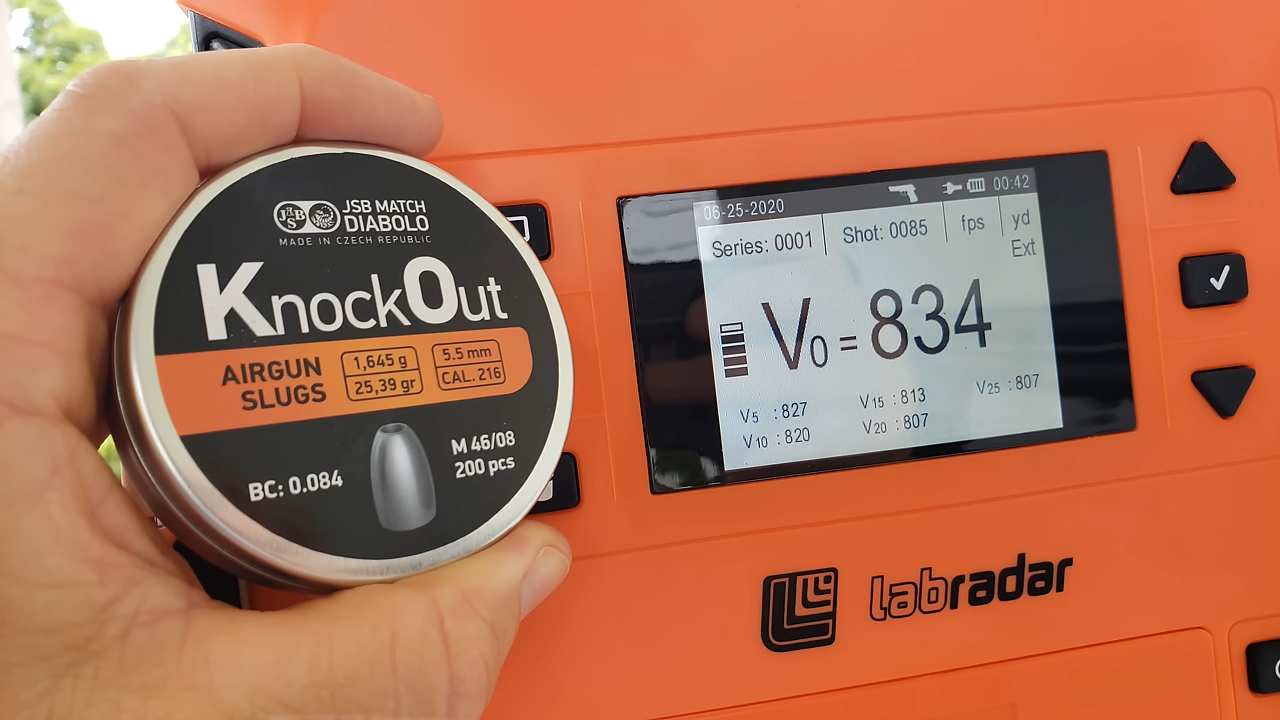 JSB
JSB MATCH
DIABOLO
MADE IN CZECH REPUBLIC
KnockOut
AIRGUN
SLUGS
1,645 g
25,39 gr
5.5 mm
CAL. 216
BC: 0.084
M 46/08
200 pcs
06-25-2020
00:42
Series: 0001
Shot: 0085
fps
yd
Ext
V0 = 834
V5 : 827
V15 : 813
V25 : 807
V10 : 820
V20 : 807
labradar